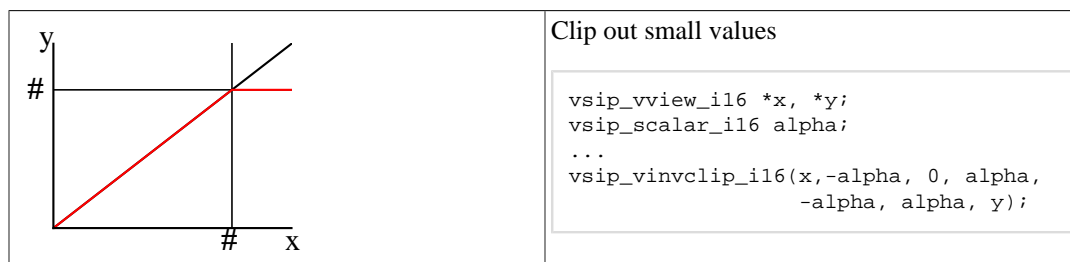 y
#
#
x
Clip out small values
vsip_vview_i16 *x, *y;
vsip_scalar_i16 alpha;
...
vsip_vinvclip_i16(x,-alpha, 0, alpha,
-alpha, alpha, y);